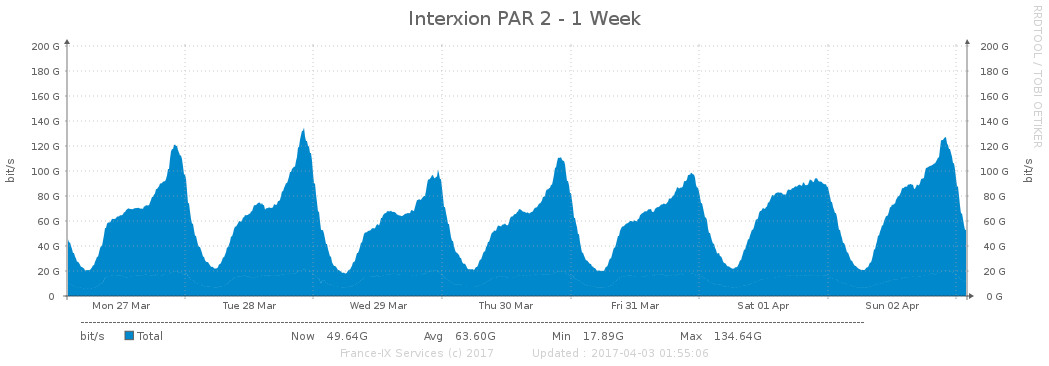 Interxion PAR 2 - 1 Week
RRDTOOL / TOBI OETIKER
bit/s
200 G 200 G
180 G 180 G
160 G 160 G
140 G 140 G
120 G 120 G
100 G 100 G
80 G 80 G
60 G 60 G
40 G 40 G
20 G 20 G
0 0 G
bit/s
Mon 27 Mar Tue 28 Mar Wed 29 Mar Thu 30 Mar Fri 31 Mar Sat 01 Apr Sun 02 Apr
bit/s Total Now 49.64G Avg 63.60G Min 17.89G Max 134.64G
France-IX Services (c) 2017 Updated : 2017-04-03 01:55:06